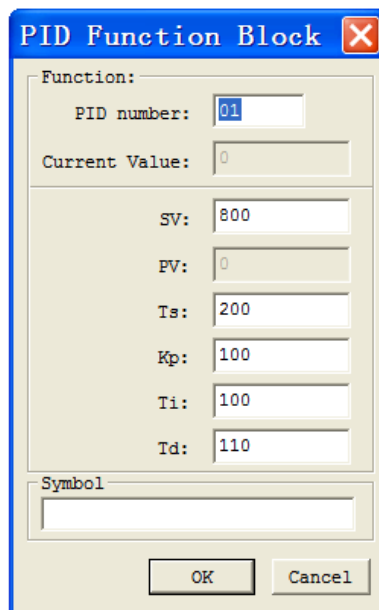 PID Function Block
Function:
PID number: 01
Current Value: 0
SV: 800
PV: 0
Ts: 200
Kp: 100
Ti: 100
Td: 110
Symbol
OK Cancel